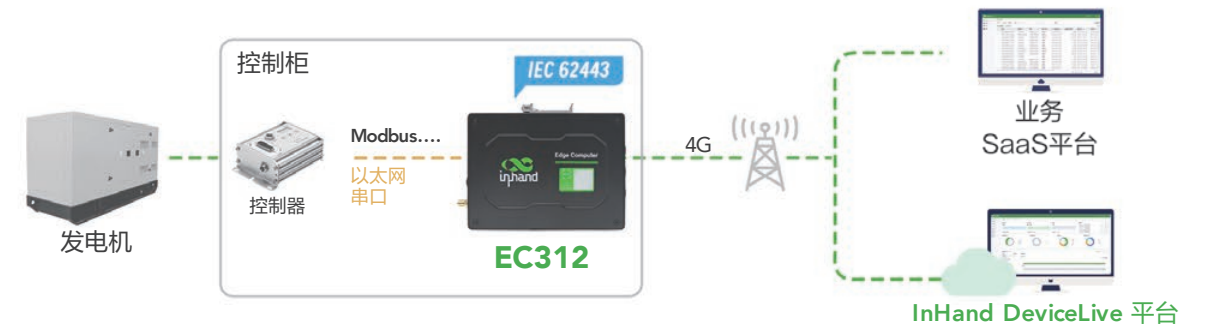 控制柜
IEC 62443
Modbus....
以太网
串口
控制器
发电机
Edge Computer
inhand
EC312
4G
业务
SaaS平台
InHand DeviceLive 平台